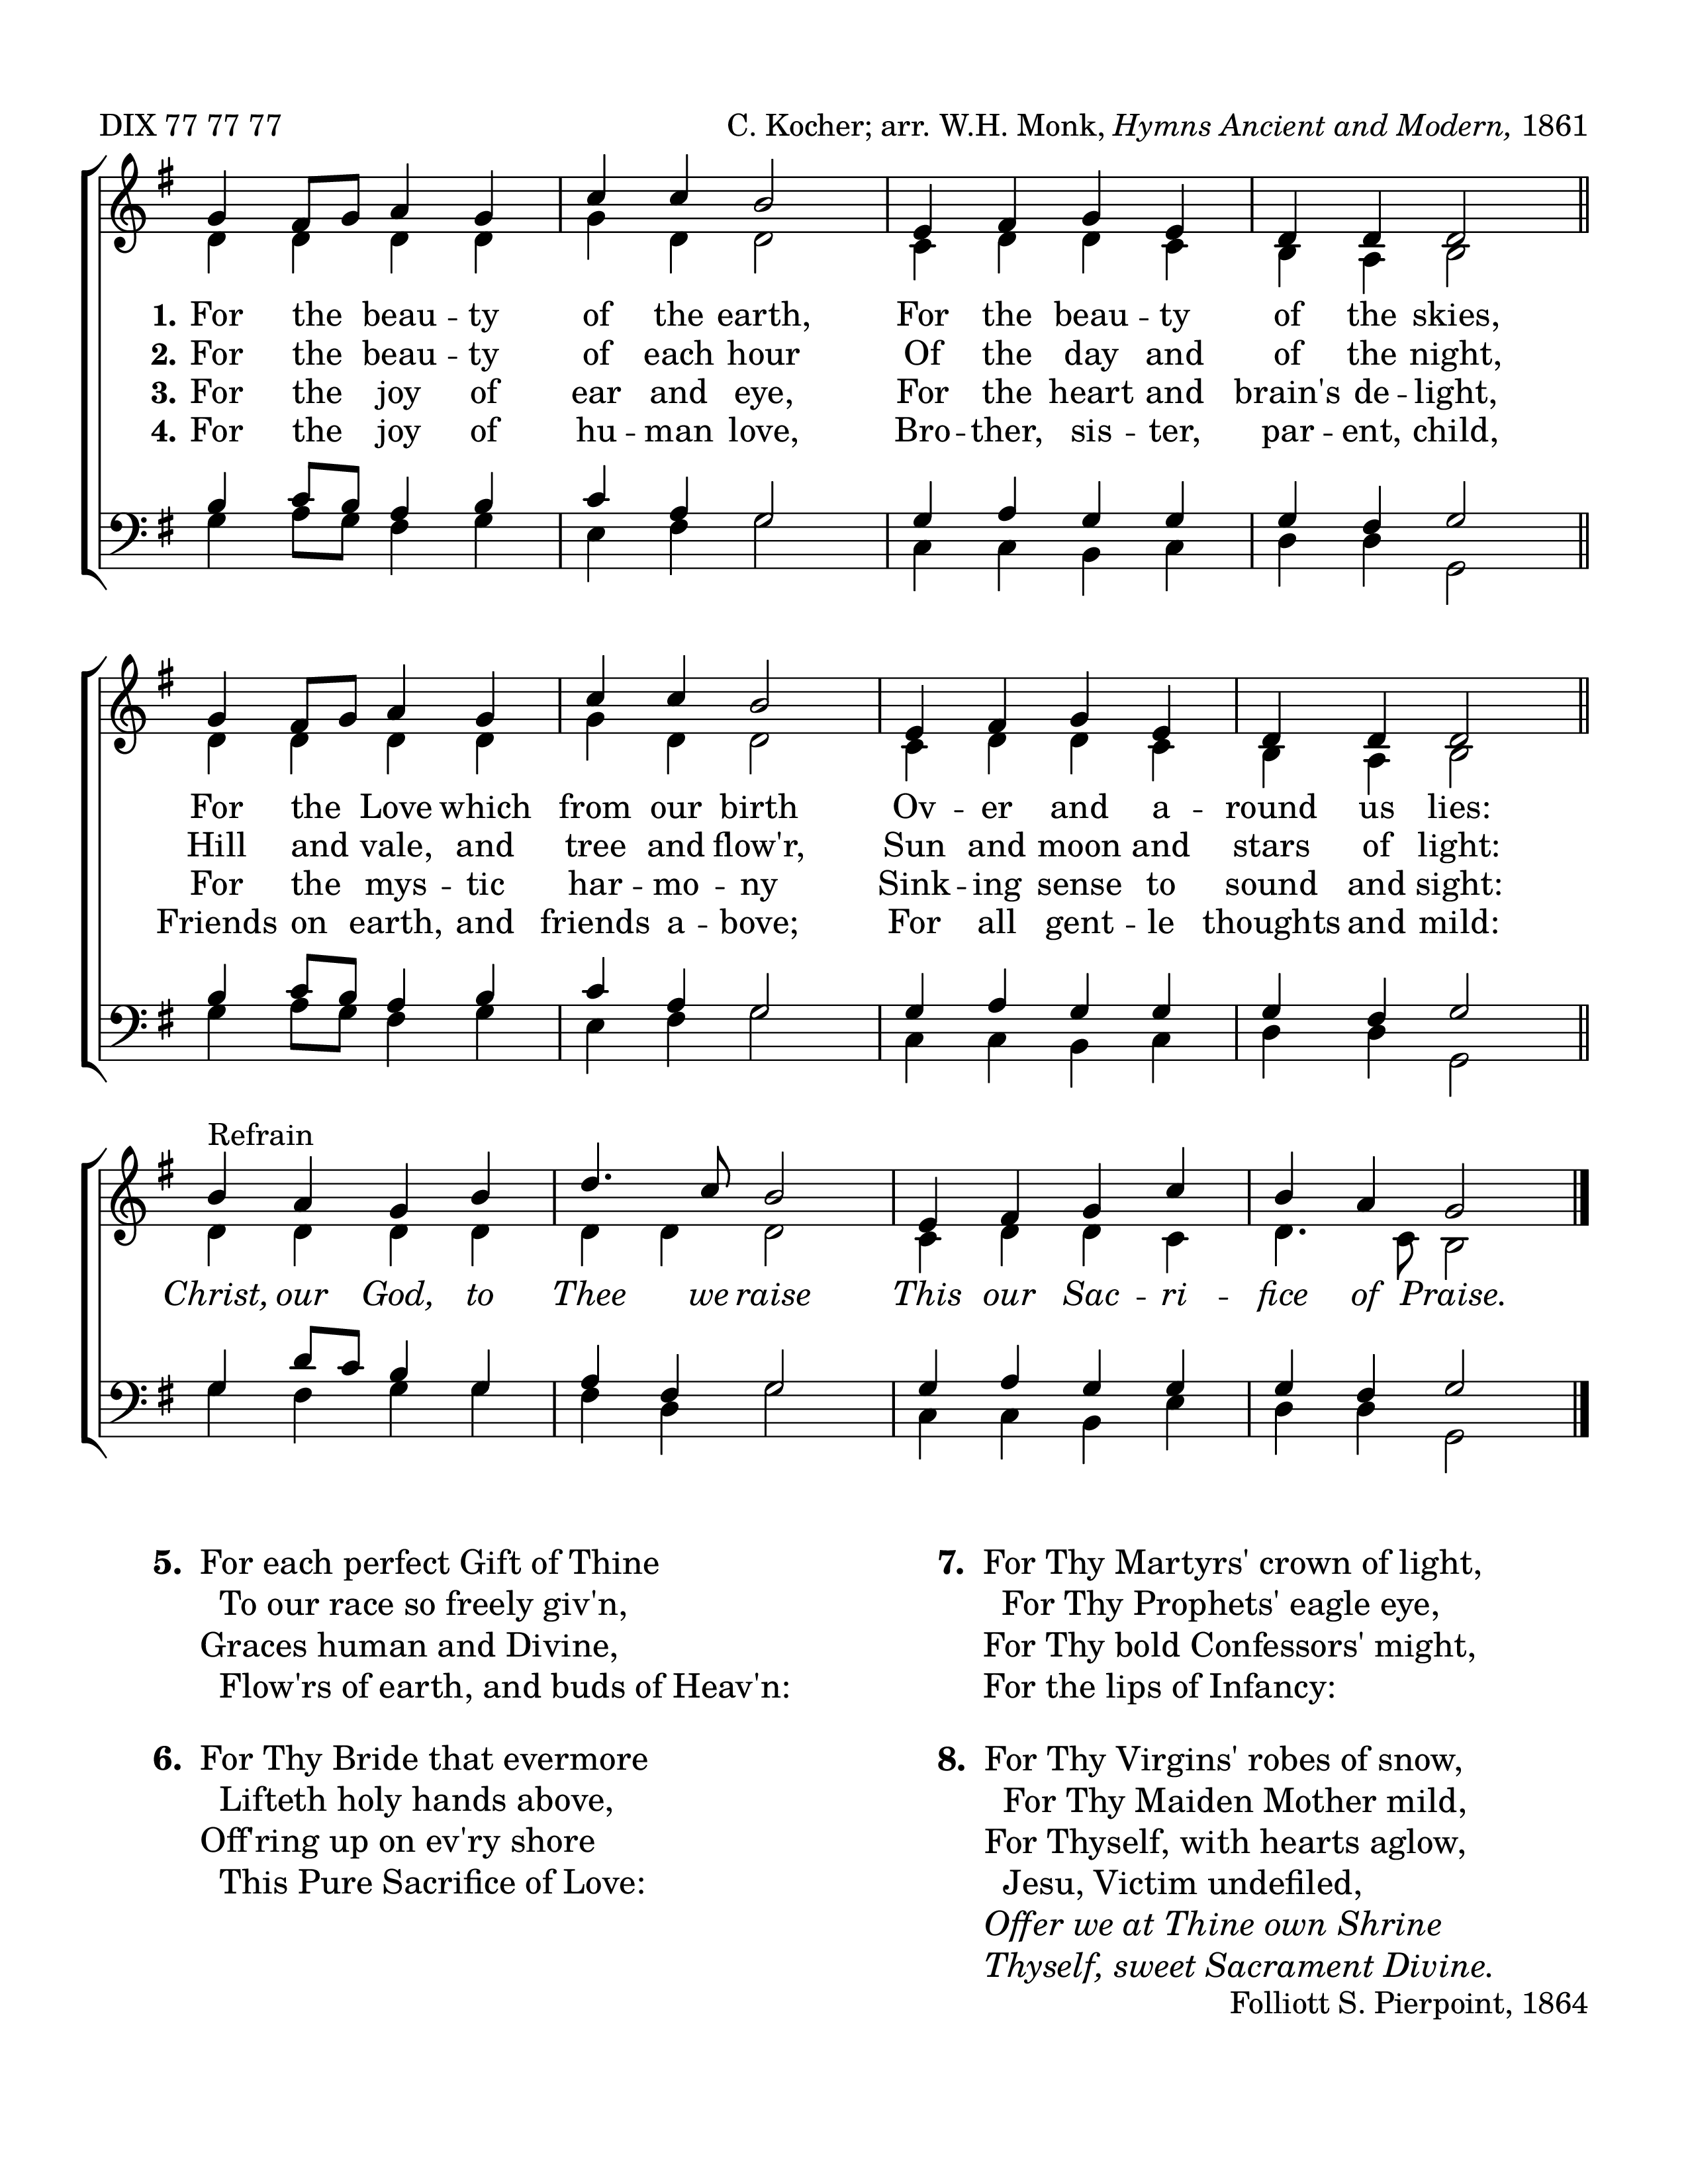 DIX 77 77 77
C. Kocher; arr. W.H. Monk, Hymns Ancient and Modern, 1861
1. For the beau - ty of the earth, For the beau - ty of the skies,
2. For the beau - ty of each hour Of the day and of the night,
3. For the joy of ear and eye, For the heart and brain's de - light,
4. For the joy of hu - man love, Bro - ther, sis - ter, par - ent, child,
For the Love which from our birth Ov - er and a - round us lies:
Hill and vale, and tree and flow'r, Sun and moon and stars of light:
For the mys - tic har - mo - ny Sink - ing sense to sound and sight:
Friends on earth, and friends a - bove; For all gent - le thoughts and mild:
Refrain
Christ, our God, to Thee we raise This our Sac - ri - fice of Praise.
5. For each perfect Gift of Thine
To our race so freely giv'n,
Graces human and Divine,
Flow'rs of earth, and buds of Heav'n:
6. For Thy Bride that evermore
Lifteth holy hands above,
Off'ring up on ev'ry shore
This Pure Sacrifice of Love:
7. For Thy Martyrs' crown of light,
For Thy Prophets' eagle eye,
For Thy bold Confessors' might,
For the lips of Infancy:
8. For Thy Virgins' robes of snow,
For Thy Maiden Mother mild,
For Thyself, with hearts aglow,
Jesu, Victim undefiled,
Offer we at Thine own Shrine
Thyself, sweet Sacrament Divine.
Folliott S. Pierpoint, 1864